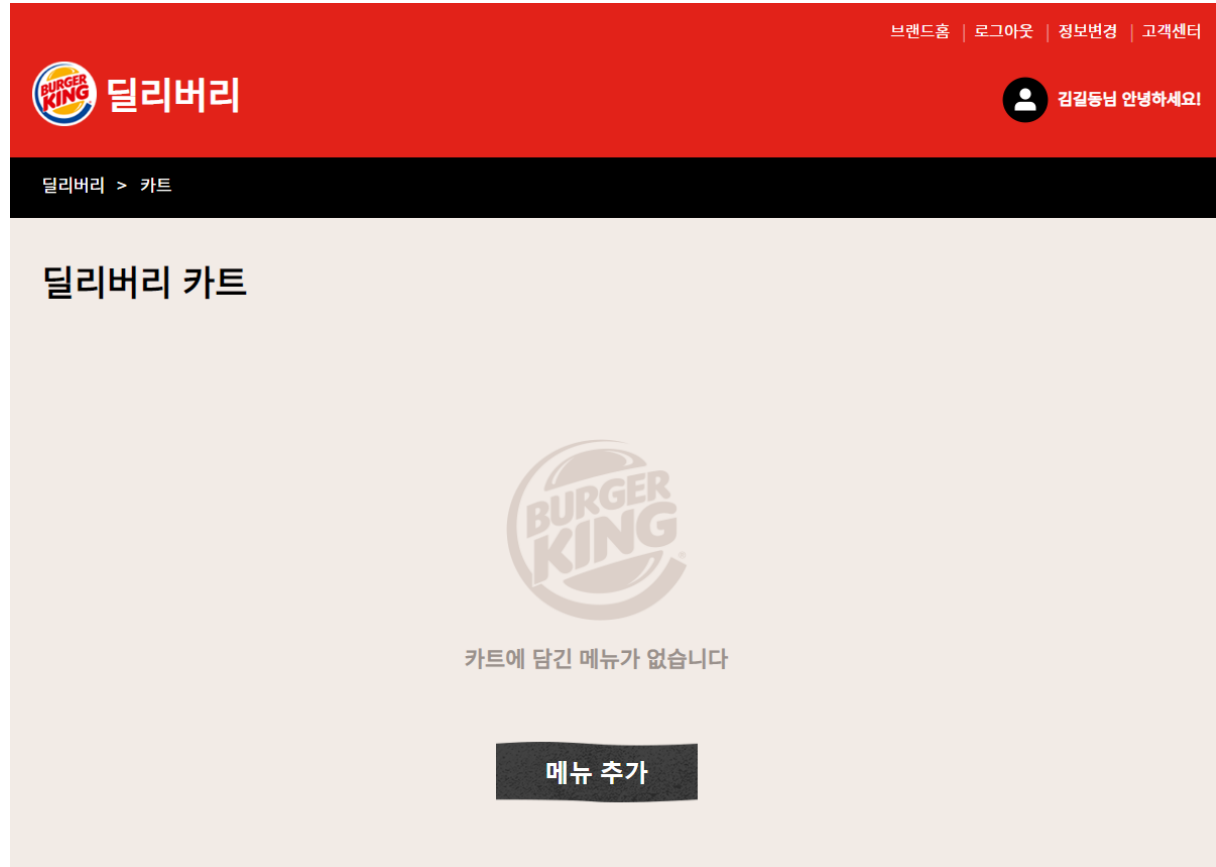 브랜드홈 | 로그아웃 | 정보변경 | 고객센터
BURGER KING 딜리버리
김길동님 안녕하세요!
딜리버리 > 카트
딜리버리 카트
BURGER
KING
카트에 담긴 메뉴가 없습니다
메뉴 추가